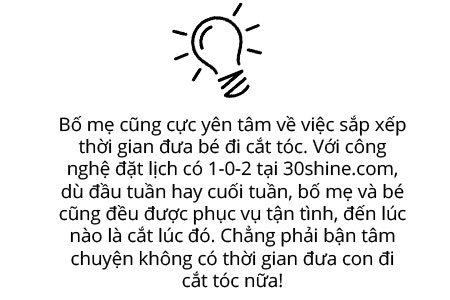 Bố mẹ cũng cực yên tâm về việc sắp xếp
thời gian đưa bé đi cắt tóc. Với công
nghệ đặt lịch có 1-0-2 tại 30shine.com,
dù đầu tuần hay cuối tuần, bố mẹ và bé
cũng đều được phục vụ tận tình, đến lúc
nào là cắt lúc đó. Chẳng phải bận tâm
chuyện không có thời gian đưa con đi
cắt tóc nữa!